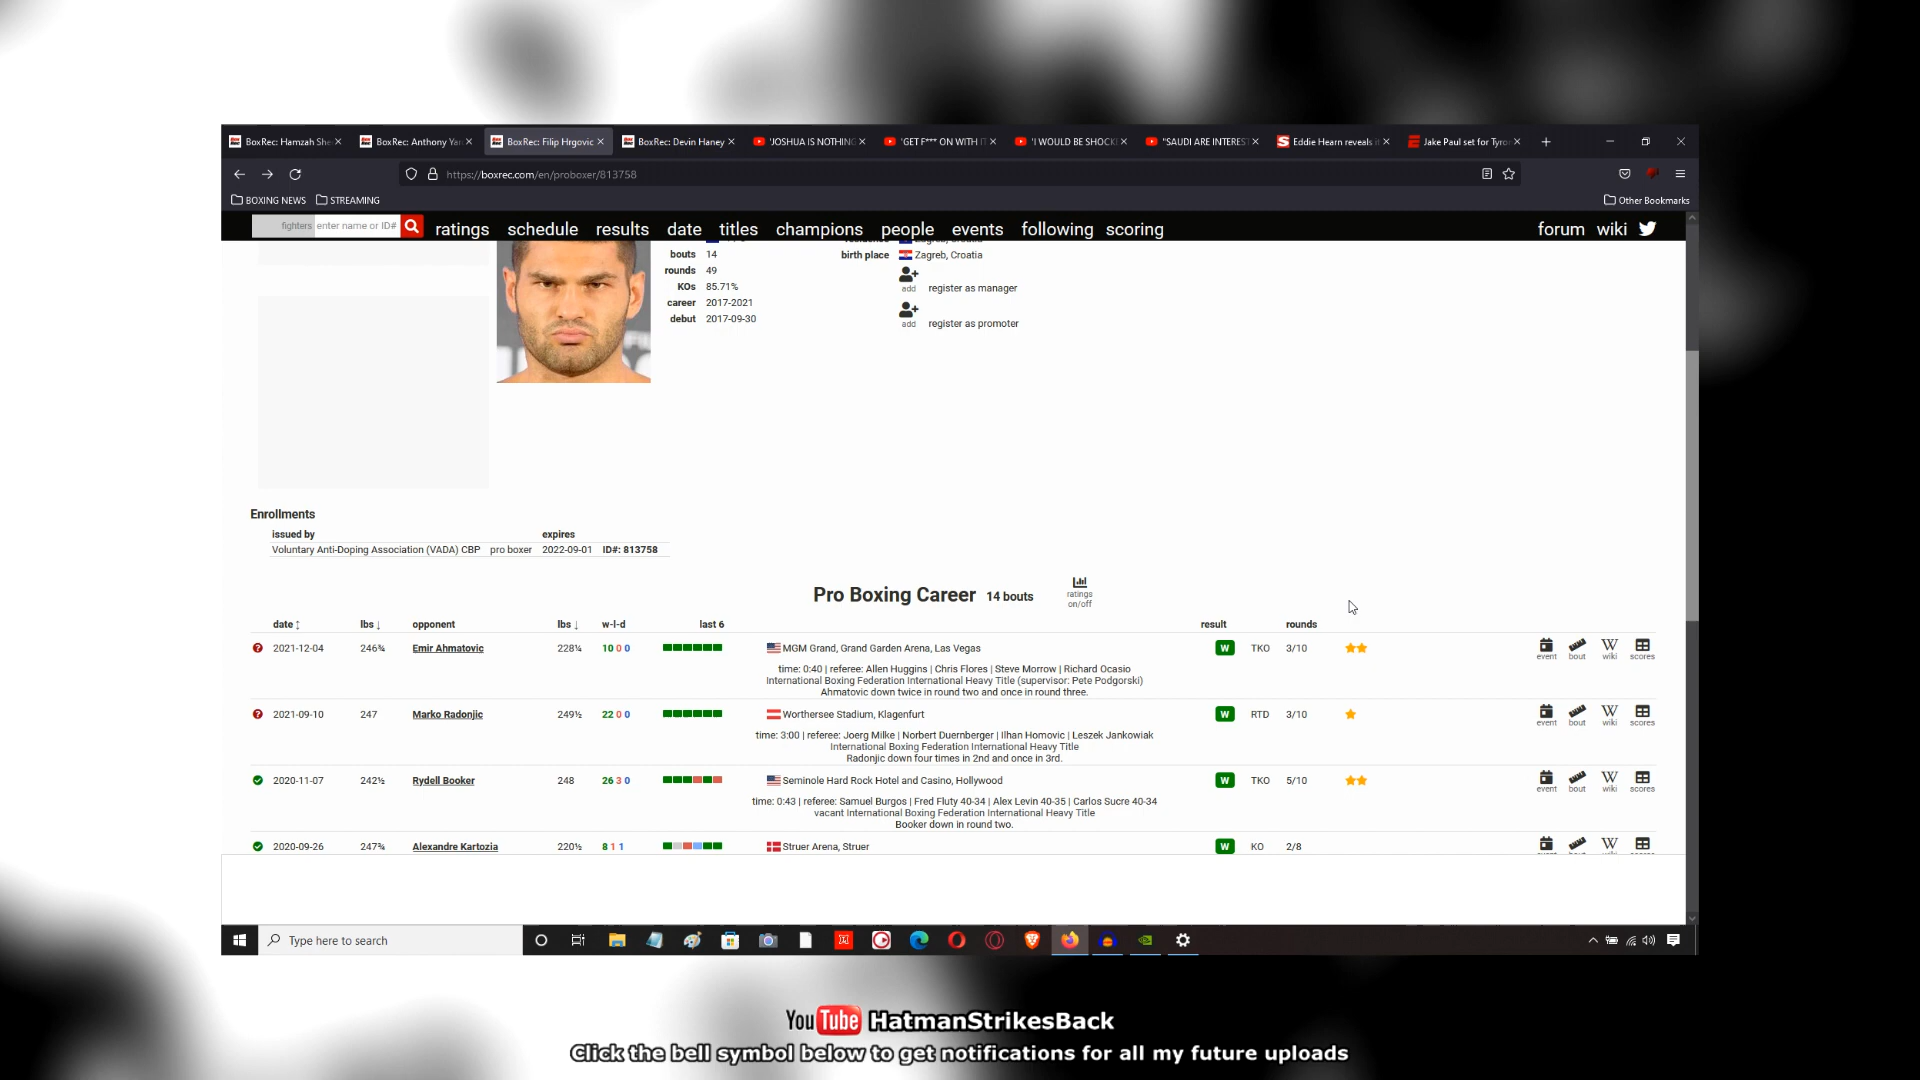 BoxRec: Hamzah She
BoxRec: Anthony Yar
BoxRec: Filip Hrgovic
BoxRec: Devin Haney
'JOSHUA IS NOTHING
'GET F*** ON WITH IT
'I WOULD BE SHOCK
"SAUDI ARE INTEREST
Eddie Hearn reveals
Jake Paul set for Tyro
https://boxrec.com/en/proboxer/813758
BOXING NEWS
STREAMING
Other Bookmarks
fighters
enter name or ID#
ratings schedule results date titles champions people events following scoring
forum wiki
bouts 14
birth place Zagreb, Croatia
rounds 49
KOs 85.71%
add register as manager
career 2017-2021
debut 2017-09-30
add register as promoter
Enrollments
issued by expires
Voluntary Anti-Doping Association (VADA) CBP pro boxer 2022-09-01 ID#: 813758
Pro Boxing Career 14 bouts
ratings
on/off
date lbs opponent lbs w-l-d last 6 result rounds
2021-12-04 246¾ Emir Ahmatovic 228¼ 10 0 0 MGM Grand, Grand Garden Arena, Las Vegas W TKO 3/10
event bout wiki scores
time: 0:40 | referee: Allen Huggins | Chris Flores | Steve Morrow | Richard Ocasio
International Boxing Federation International Heavy Title (supervisor: Pete Podgorski)
Ahmatovic down twice in round two and once in round three.
2021-09-10 247 Marko Radonjic 249½ 22 0 0 Worthersee Stadium, Klagenfurt W RTD 3/10
event bout wiki scores
time: 3:00 | referee: Joerg Milke | Norbert Duernberger | Ilhan Homovic | Leszek Jankowiak
International Boxing Federation International Heavy Title
Radonjic down four times in 2nd and once in 3rd.
2020-11-07 242½ Rydell Booker 248 26 3 0 Seminole Hard Rock Hotel and Casino, Hollywood W TKO 5/10
event bout wiki scores
time: 0:43 | referee: Samuel Burgos | Fred Fluty 40-34 | Alex Levin 40-35 | Carlos Sucre 40-34
vacant International Boxing Federation International Heavy Title
Booker down in round two.
2020-09-26 247¾ Alexandre Kartozia 220½ 8 1 1 Struer Arena, Struer W KO 2/8
Type here to search
YouTube HatmanStrikesBack
Click the bell symbol below to get notifications for all my future uploads